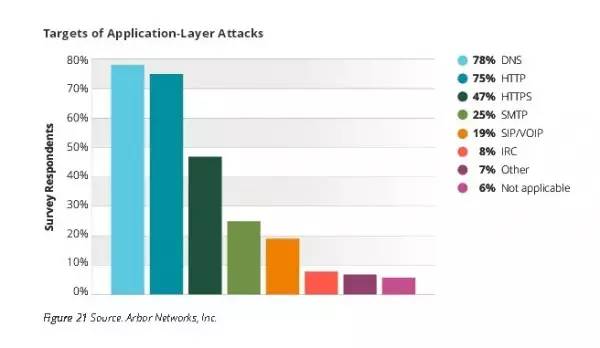 Targets of Application-Layer Attacks
80%
70%
60%
50%
40%
30%
20%
10%
0%
Survey Respondents
78% DNS
75% HTTP
47% HTTPS
25% SMTP
19% SIP/VOIP
8% IRC
7% Other
6% Not applicable
Figure 21 Source: Arbor Networks, Inc.